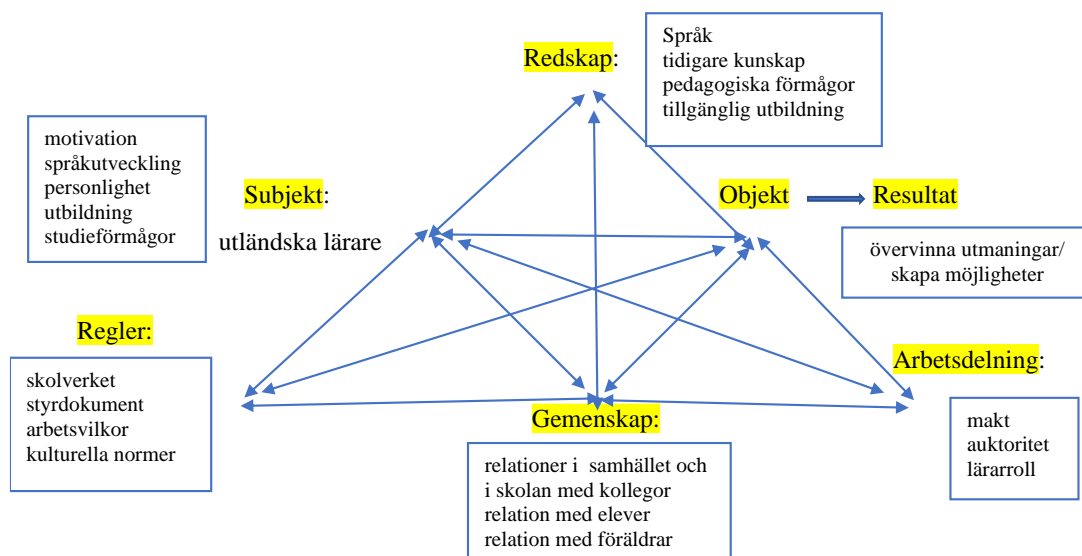 Redskap:
Språk
tidigare kunskap
pedagogiska förmågor
tillgänglig utbildning
motivation
språkutveckling
personlighet
utbildning
studieförmågor
Subjekt:
utländska lärare
Objekt
Resultat
övervinna utmaningar/
skapa möjligheter
Regler:
skolverket
styrdokument
arbetsvilkor
kulturella normer
Gemenskap:
relationer i samhället och
i skolan med kollegor
relation med elever
relation med föräldrar
Arbetsdelning:
makt
auktoritet
lärarroll